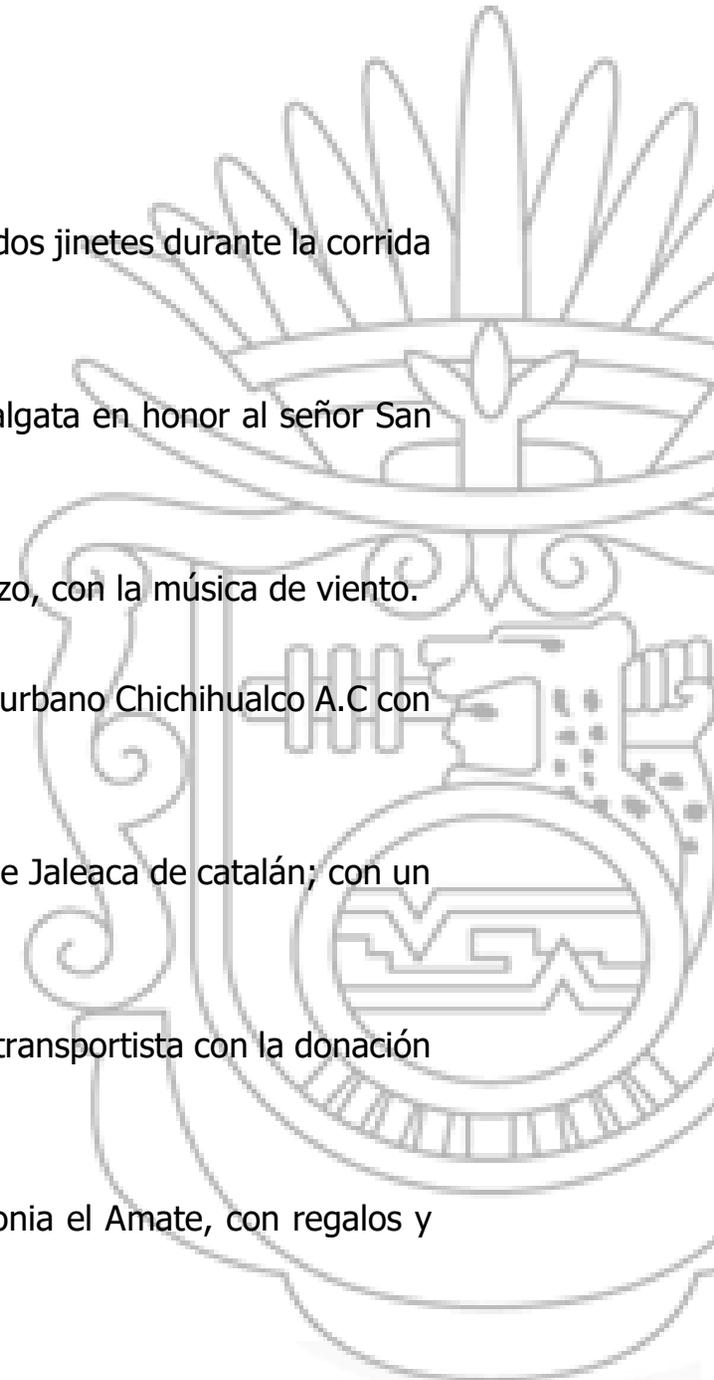 dos jinetes durante la corrida
algata en honor al señor San
zo, con la música de viento.
urbano Chichihualco A.C con
e Jaleaca de catalán; con un
transportista con la donación
onia el Amate, con regalos y